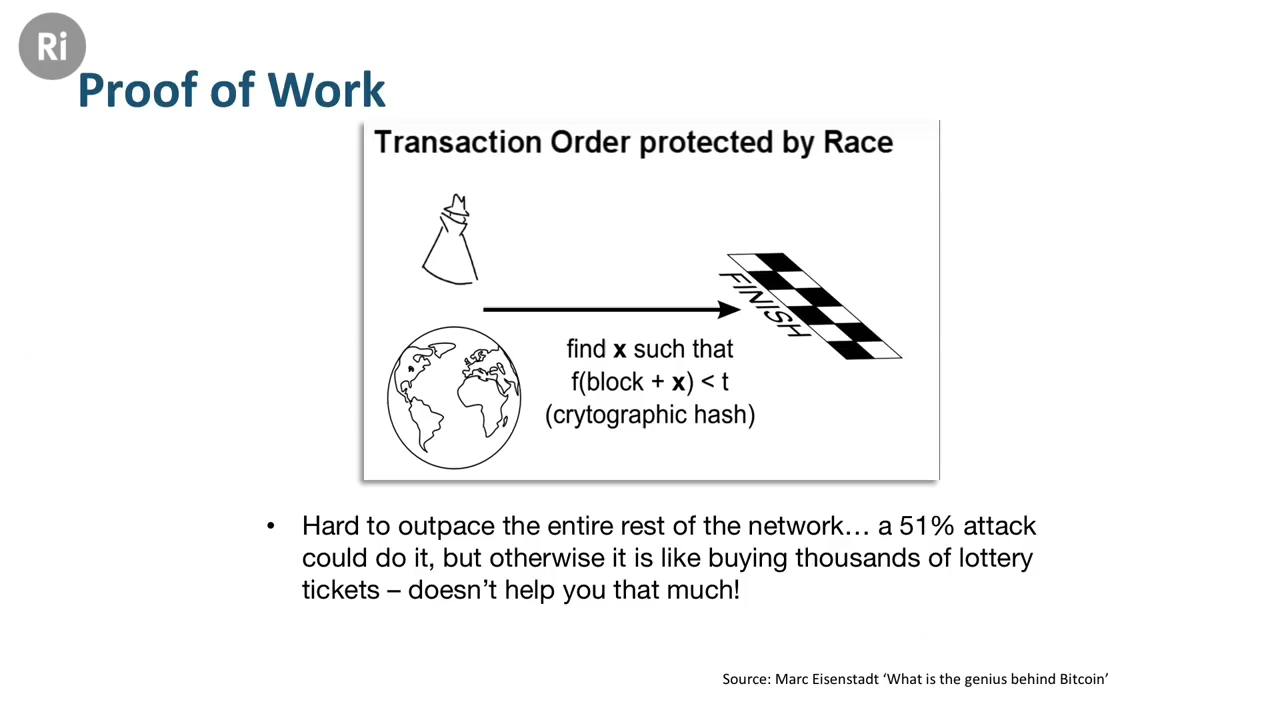 Ri
Proof of Work
Transaction Order protected by Race
FINISH
find x such that
f(block + x) < t
(crytographic hash)
• Hard to outpace the entire rest of the network… a 51% attack
could do it, but otherwise it is like buying thousands of lottery
tickets – doesn’t help you that much!
Source: Marc Eisenstadt ‘What is the genius behind Bitcoin’